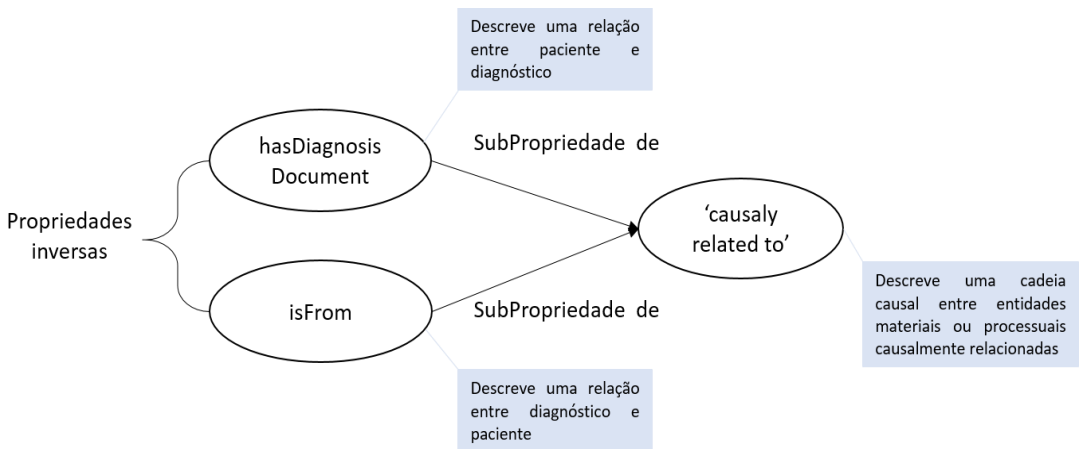 Descreve uma relação
entre paciente e
diagnóstico
hasDiagnosis
Document
SubPropriedade de
Propriedades
inversas
‘causaly
related to’
isFrom
SubPropriedade de
Descreve uma cadeia
causal entre entidades
materiais ou processuais
causalmente relacionadas
Descreve uma relação
entre diagnóstico e
paciente